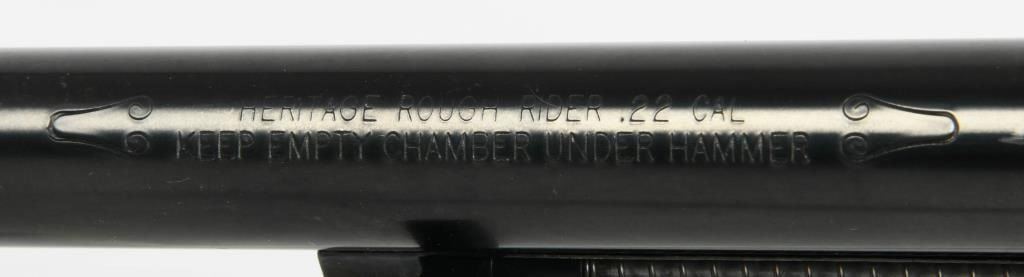 HERITAGE ROUGH RIDER .22 CAL
KEEP EMPTY CHAMBER UNDER HAMMER